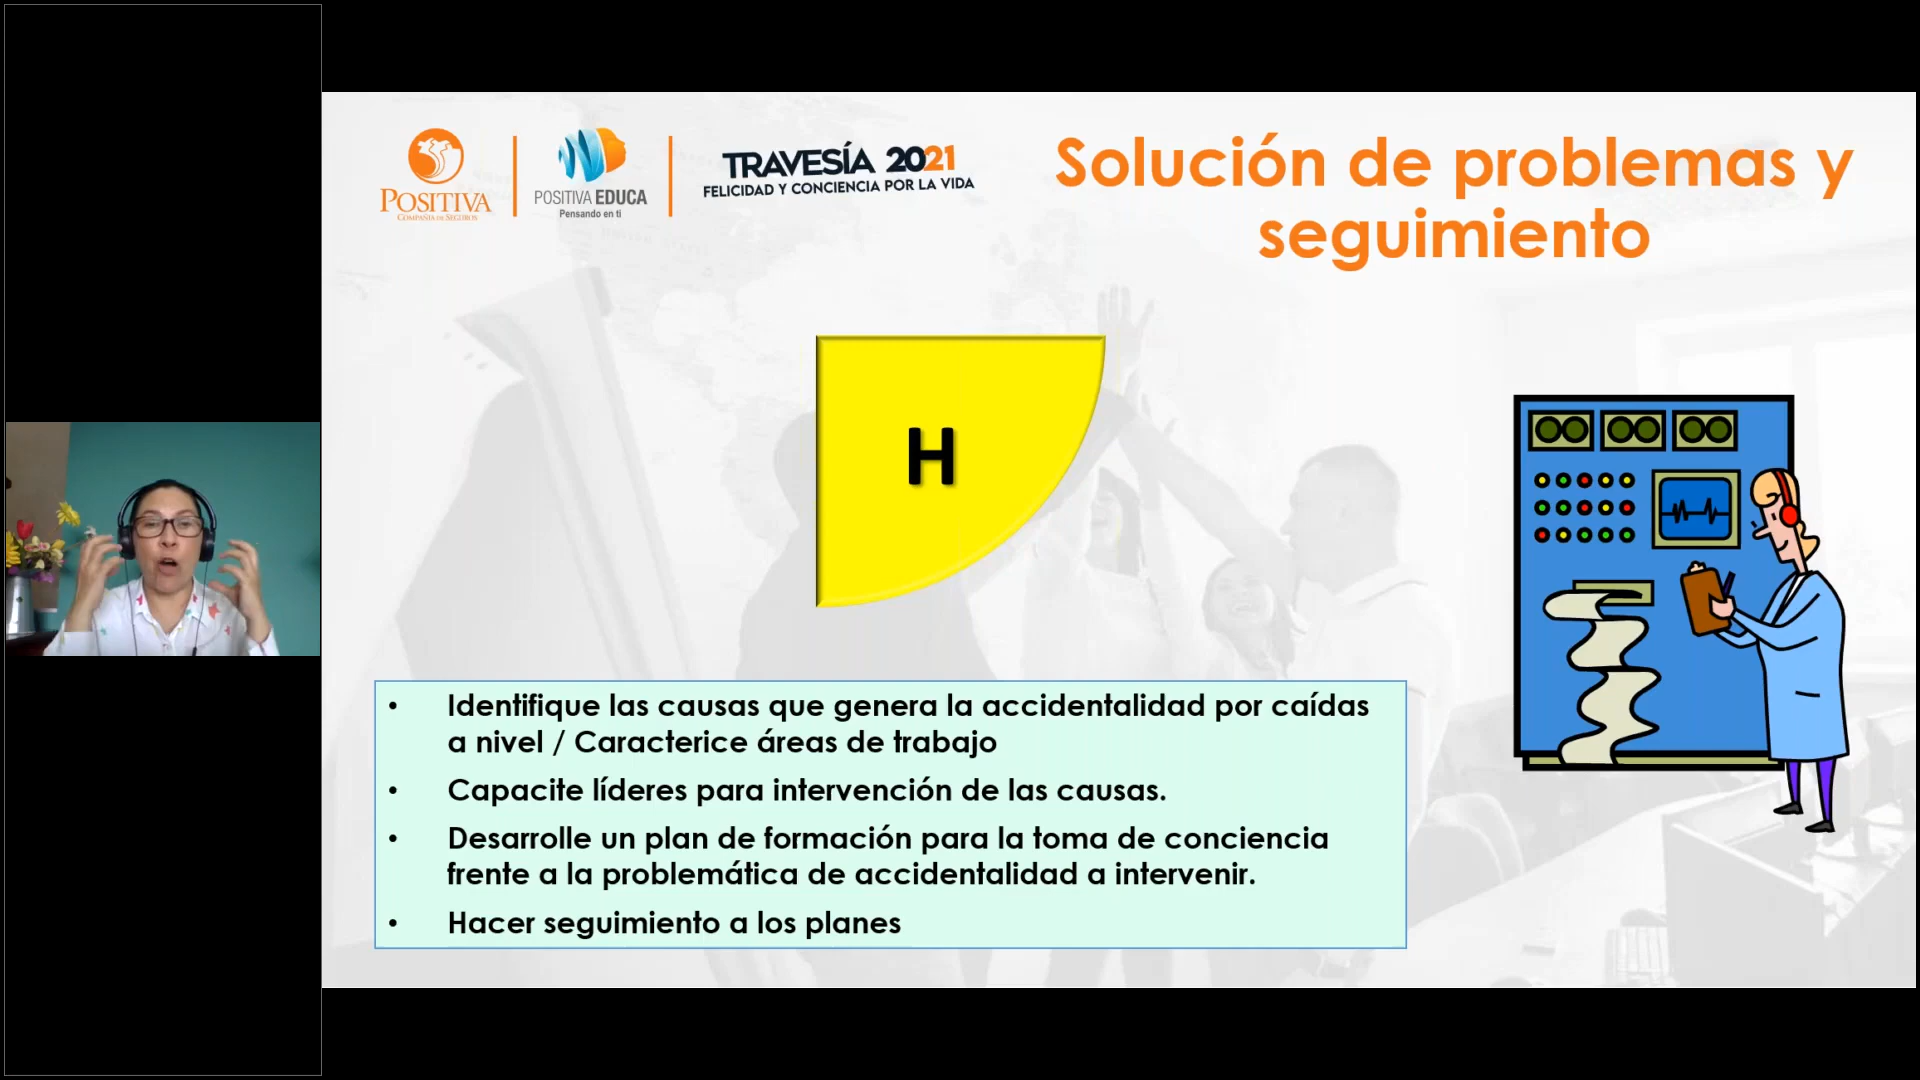 POSITIVA
COMPAÑÍA DE SEGUROS
POSITIVA EDUCA
Pensando en ti
TRAVESÍA 2021
FELICIDAD Y CONCIENCIA POR LA VIDA
Solución de problemas y
seguimiento
H
• Identifique las causas que genera la accidentalidad por caídas
a nivel / Caracterice áreas de trabajo
• Capacite líderes para intervención de las causas.
• Desarrolle un plan de formación para la toma de conciencia
frente a la problemática de accidentalidad a intervenir.
• Hacer seguimiento a los planes